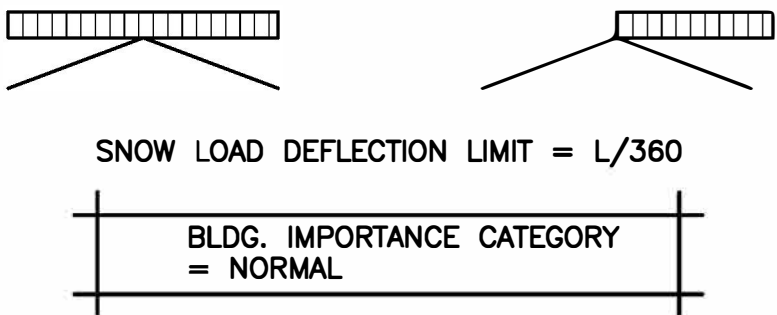 SNOW LOAD DEFLECTION LIMIT = L/360
BLDG. IMPORTANCE CATEGORY
= NORMAL